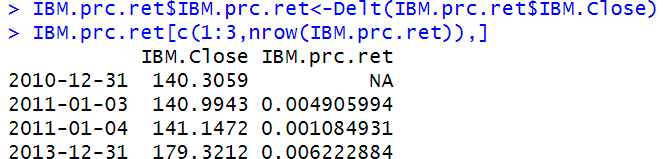 > IBM.prc.ret$IBM.prc.ret<-Delt(IBM.prc.ret$IBM.Close)
> IBM.prc.ret[c(1:3,nrow(IBM.prc.ret)),]
IBM.Close IBM.prc.ret
2010-12-31 140.3059 NA
2011-01-03 140.9943 0.004905994
2011-01-04 141.1472 0.001084931
2013-12-31 179.3212 0.006222884